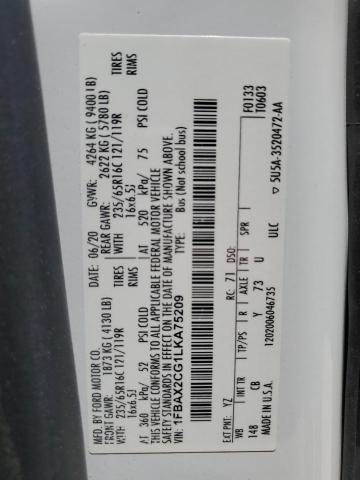 MFD. BY FORD MOTOR CO. 06/20 GVWR: 4264 KG ( 9400 LB)
FRONT GAWR: 1873 KG ( 4130 LB) REAR GAWR: 2622 KG ( 5780 LB)
WITH 235/65R16C 121/119R TIRES WITH 235/65R16C 121/119R TIRES
16x6.5J RIMS 16x6.5J RIMS
AT 360 kPa/ 52 PSI COLD AT 520 kPa/ 75 PSI COLD
THIS VEHICLE CONFORMS TO ALL APPLICABLE FEDERAL MOTOR VEHICLE
SAFETY STANDARDS IN EFFECT ON THE DATE OF MANUFACTURE SHOWN ABOVE.
VIN: 1FBAX2CG1LKA75209 TYPE: Bus (Not school bus)
F0133
T0603
EXT PNT: YZ RC: 71 DSO:
WB INT TR TP/PS R AXLE TR SPR
148 CB Y 73 U ULC
MADE IN U.S.A. 1202006046735 5U5A-3520472-AA